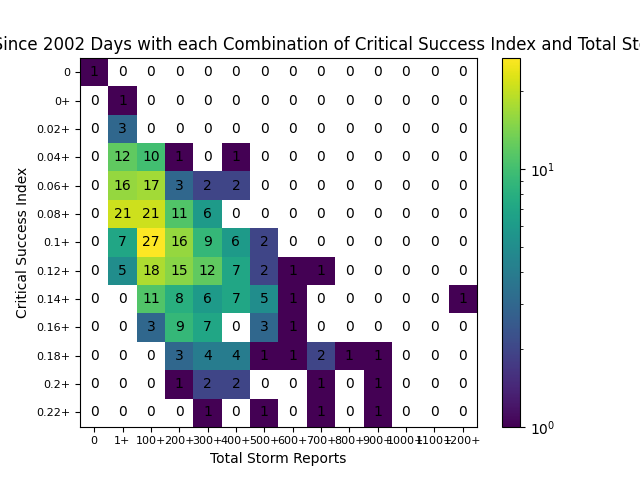 Since 2002 Days with each Combination of Critical Success Index and Total Sto
0 1 0 0 0 0 0 0 0 0 0 0 0 0 0
0+ 0 1 0 0 0 0 0 0 0 0 0 0 0 0
0.02+ 0 3 0 0 0 0 0 0 0 0 0 0 0 0
0.04+ 0 12 10 1 0 1 0 0 0 0 0 0 0 0
10¹
0.06+ 0 16 17 3 2 2 0 0 0 0 0 0 0 0
0.08+ 0 21 21 11 6 0 0 0 0 0 0 0 0 0
0.1+ 0 7 27 16 9 6 2 0 0 0 0 0 0 0
Critical Success Index
0.12+ 0 5 18 15 12 7 2 1 1 0 0 0 0 0
0.14+ 0 0 11 8 6 7 5 1 0 0 0 0 0 1
0.16+ 0 0 3 9 7 0 3 1 0 0 0 0 0 0
0.18+ 0 0 0 3 4 4 1 1 2 1 1 0 0 0
0.2+ 0 0 0 1 2 2 0 0 1 0 1 0 0 0
0.22+ 0 0 0 0 1 0 1 0 1 0 1 0 0 0
10⁰
0 1+ 100+ 200+ 300+ 400+ 500+ 600+ 700+ 800+ 900+ 1000+ 1100+ 1200+
Total Storm Reports